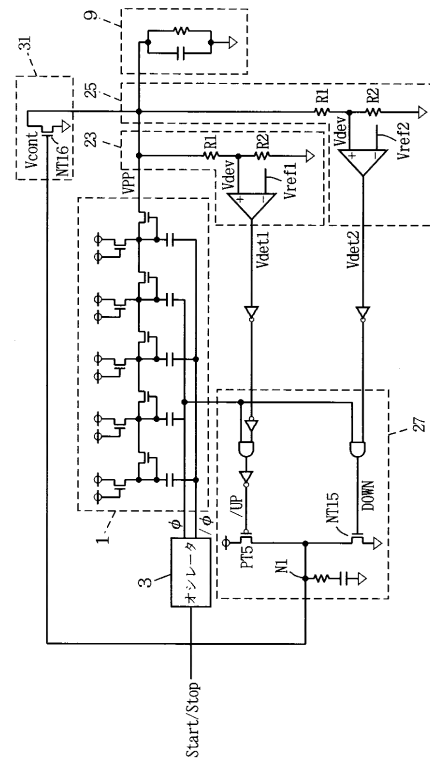 31
9
Vcont
NT16
25
23
VPP
R1
R2
Vdev
Vref1
R1
R2
Vdev
Vref2
+
−
+
−
Vdet1
Vdet2
1
φ
/φ
3
オシレータ
Start/Stop
/UP
PT5
N1
NT15
DOWN
27